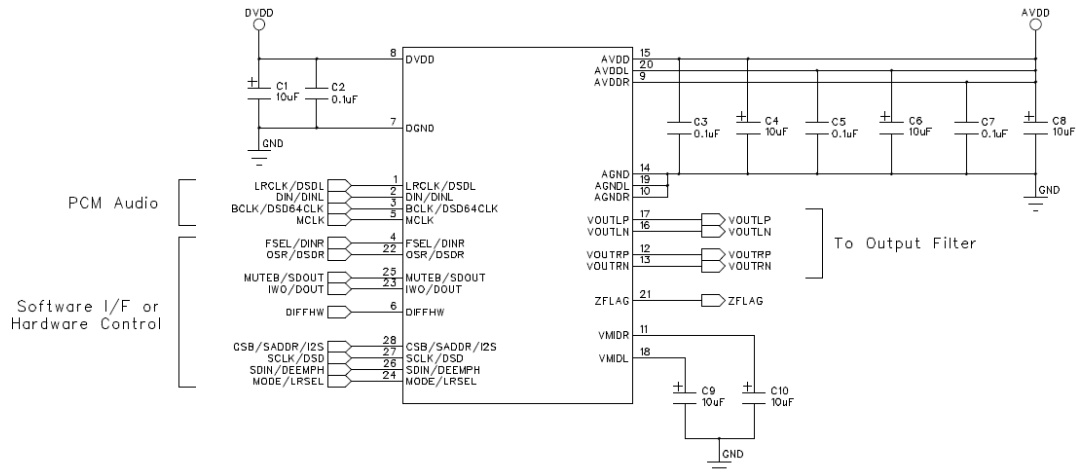 DVDD
AVDD
8
DVDD
C1
10uF
C2
0.1uF
7
DGND
GND
AVDD
15
AVDDL
20
AVDDR
9
C3
0.1uF
C4
10uF
C5
0.1uF
C6
10uF
C7
0.1uF
C8
10uF
AGND
14
AGNDL
19
AGNDR
10
GND
PCM Audio
LRCLK/DSDL 1 LRCLK/DSDL
DIN/DINL 2 DIN/DINL
BCLK/DSD64CLK 3 BCLK/DSD64CLK
MCLK 5 MCLK
Software I/F or
Hardware Control
FSEL/DINR 4 FSEL/DINR
OSR/DSDR 22 OSR/DSDR
MUTEB/SDOUT 25 MUTEB/SDOUT
IWO/DOUT 23 IWO/DOUT
DIFFHW 6 DIFFHW
CSB/SADDR/I2S 28 CSB/SADDR/I2S
SCLK/DSD 27 SCLK/DSD
SDIN/DEEMPH 26 SDIN/DEEMPH
MODE/LRSEL 24 MODE/LRSEL
VOUTLP 17 VOUTLP
VOUTLN 16 VOUTLN
VOUTRP 12 VOUTRP
VOUTRN 13 VOUTRN
To Output Filter
ZFLAG 21 ZFLAG
VMIDR 11
VMIDL 18
C9
10uF
C10
10uF
GND